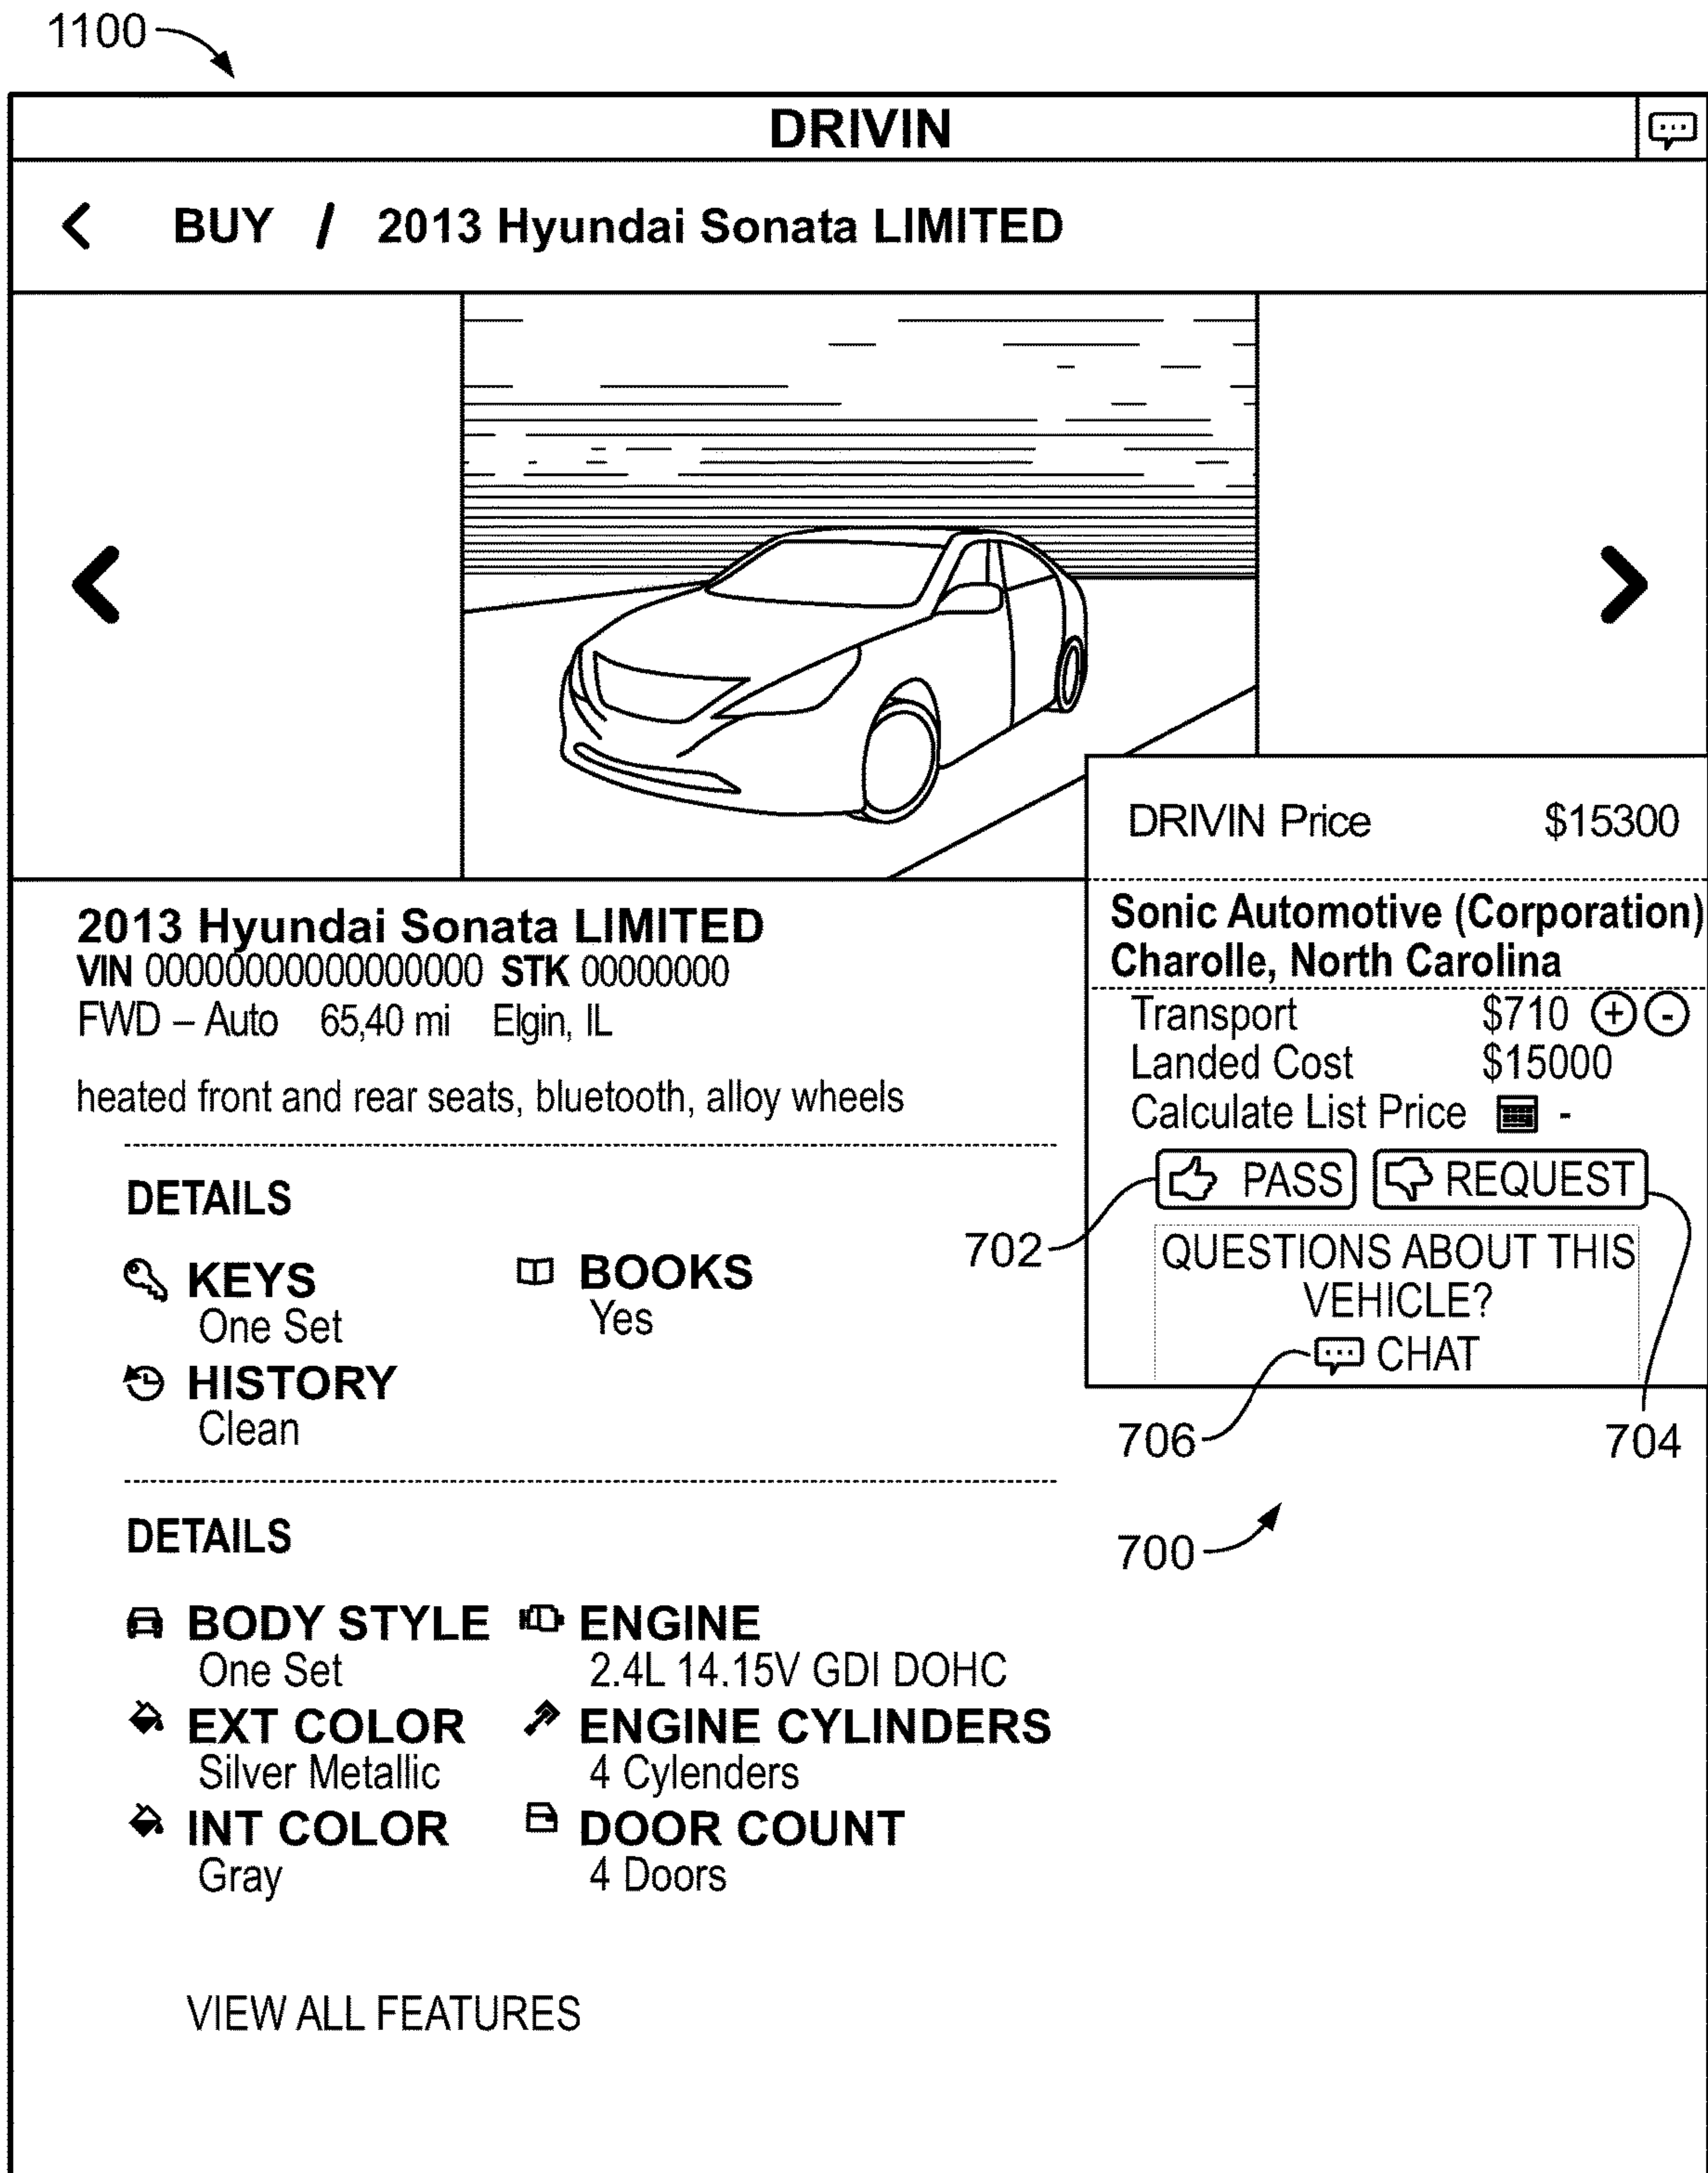 1100
DRIVIN
BUY / 2013 Hyundai Sonata LIMITED
DRIVIN Price $15300
Sonic Automotive (Corporation)
Charolle, North Carolina
Transport $710 + -
Landed Cost $15000
Calculate List Price -
PASS REQUEST
702
QUESTIONS ABOUT THIS
VEHICLE?
CHAT
706
704
700
2013 Hyundai Sonata LIMITED
VIN 00000000000000000 STK 00000000
FWD – Auto 65,40 mi Elgin, IL
heated front and rear seats, bluetooth, alloy wheels
DETAILS
KEYS
One Set
BOOKS
Yes
HISTORY
Clean
DETAILS
BODY STYLE
One Set
ENGINE
2.4L 14.15V GDI DOHC
EXT COLOR
Silver Metallic
ENGINE CYLINDERS
4 Cylenders
INT COLOR
Gray
DOOR COUNT
4 Doors
VIEW ALL FEATURES